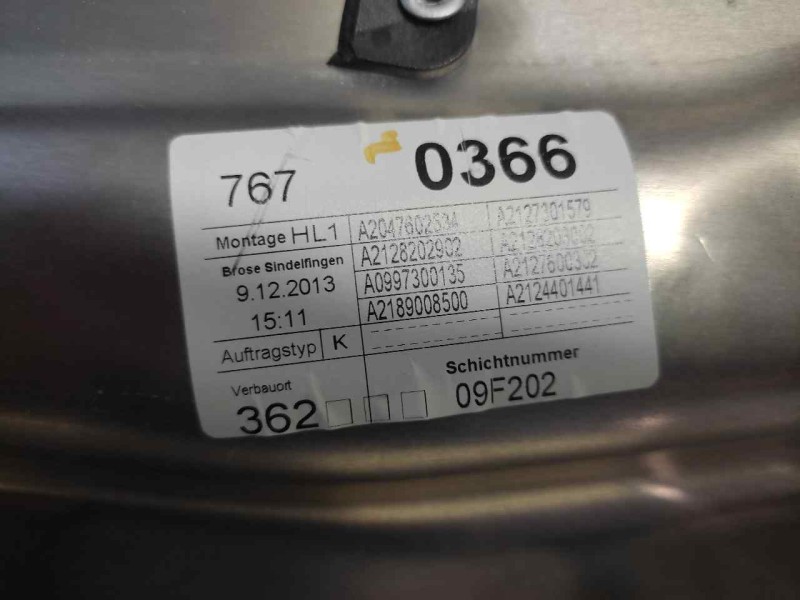 767 0366
Montage HL1 A2047602534 A2127301579
Brose Sindelfingen A2128202902
9.12.2013 A0997300135 A2127600302
15:11 A2189008500 A2124401441
Auftragstyp K
Verbauort Schichtnummer
362 09F202